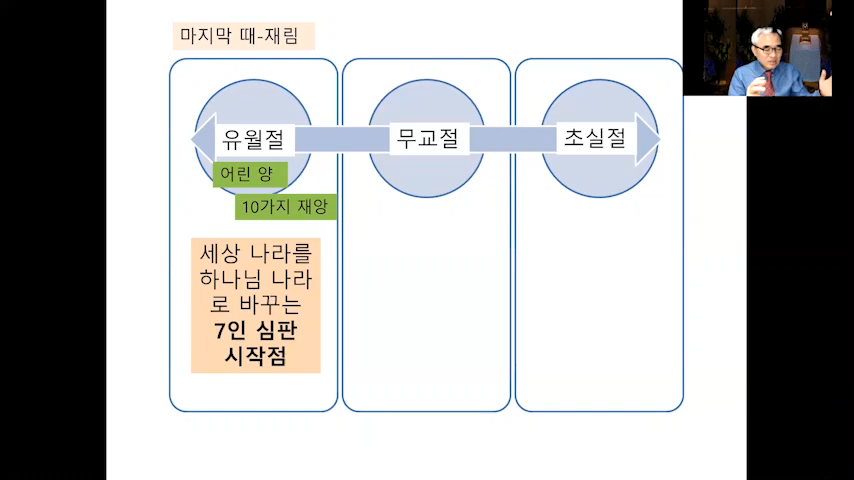 마지막 때-재림
유월절
무교절
초실절
어린 양
10가지 재앙
세상 나라를
하나님 나라
로 바꾸는
7인 심판
시작점